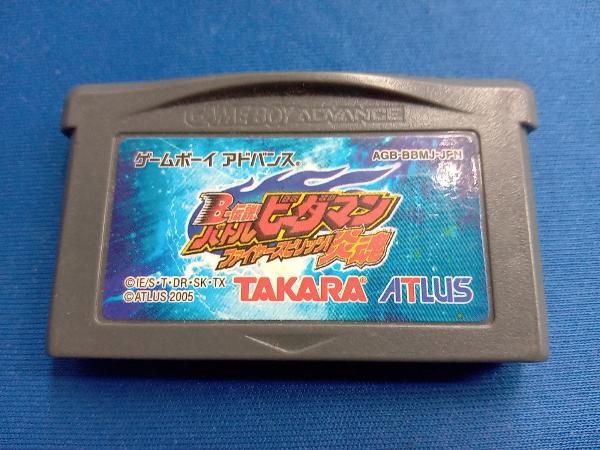 GAME BOY ADVANCE
ゲームボーイ アドバンス®
AGB-BBMJ-JPN
B-伝説!
バトルビーダマン
ファイヤースピリッツ!
炎魂
©IE/S・T・DR・SK・TX
©ATLUS 2005
TAKARA
ATLUS